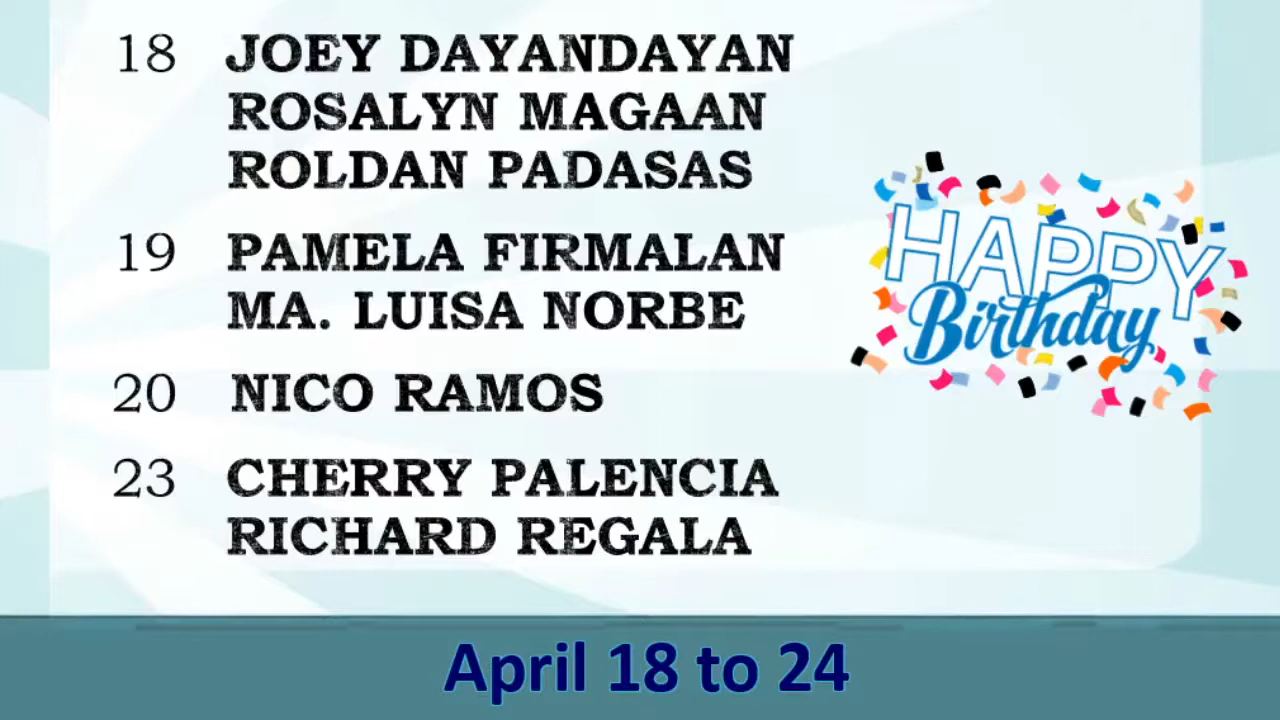 18 JOEY DAYANDAYAN
ROSALYN MAGAAN
ROLDAN PADASAS
19 PAMELA FIRMALAN
MA. LUISA NORBE
20 NICO RAMOS
23 CHERRY PALENCIA
RICHARD REGALA
HAPPY
Birthday
April 18 to 24